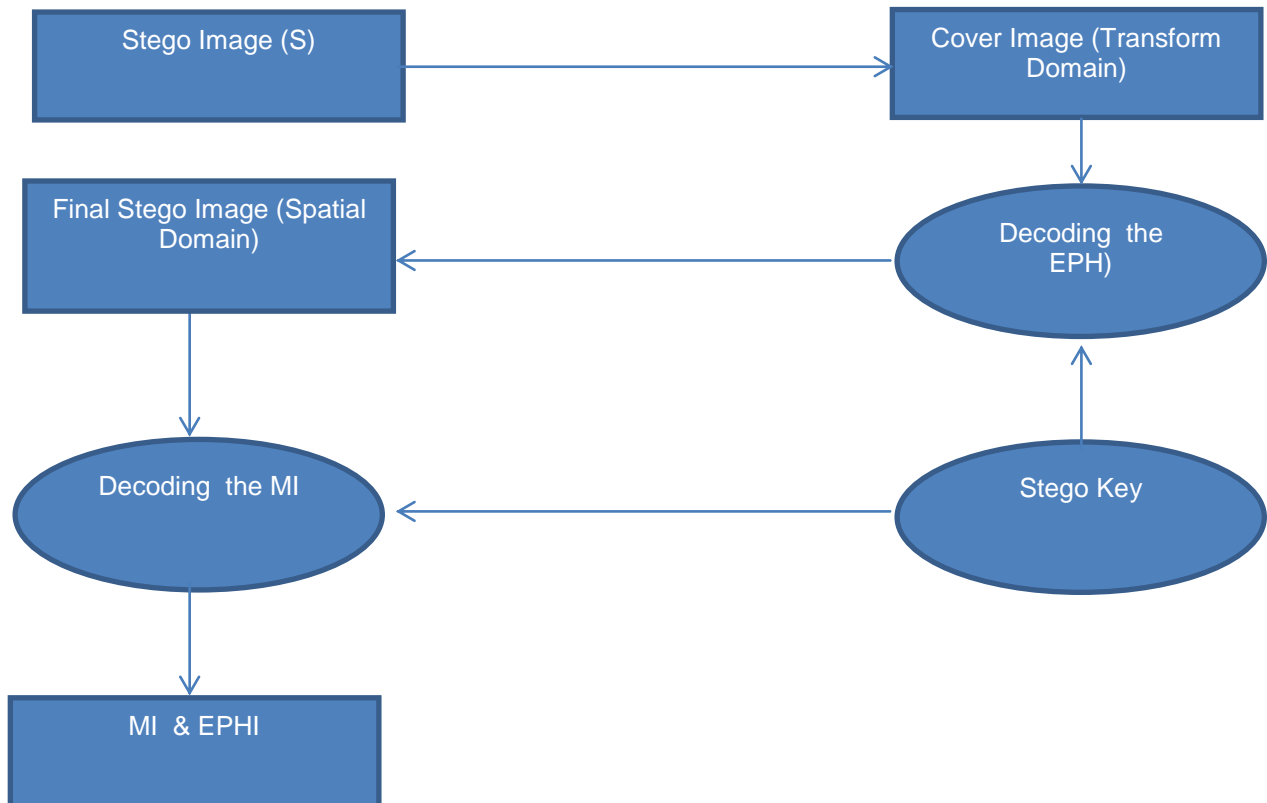 Stego Image (S)
Cover Image (Transform
Domain)
Final Stego Image (Spatial
Domain)
Decoding  the
EPH)
Decoding  the MI
Stego Key
MI  & EPHI